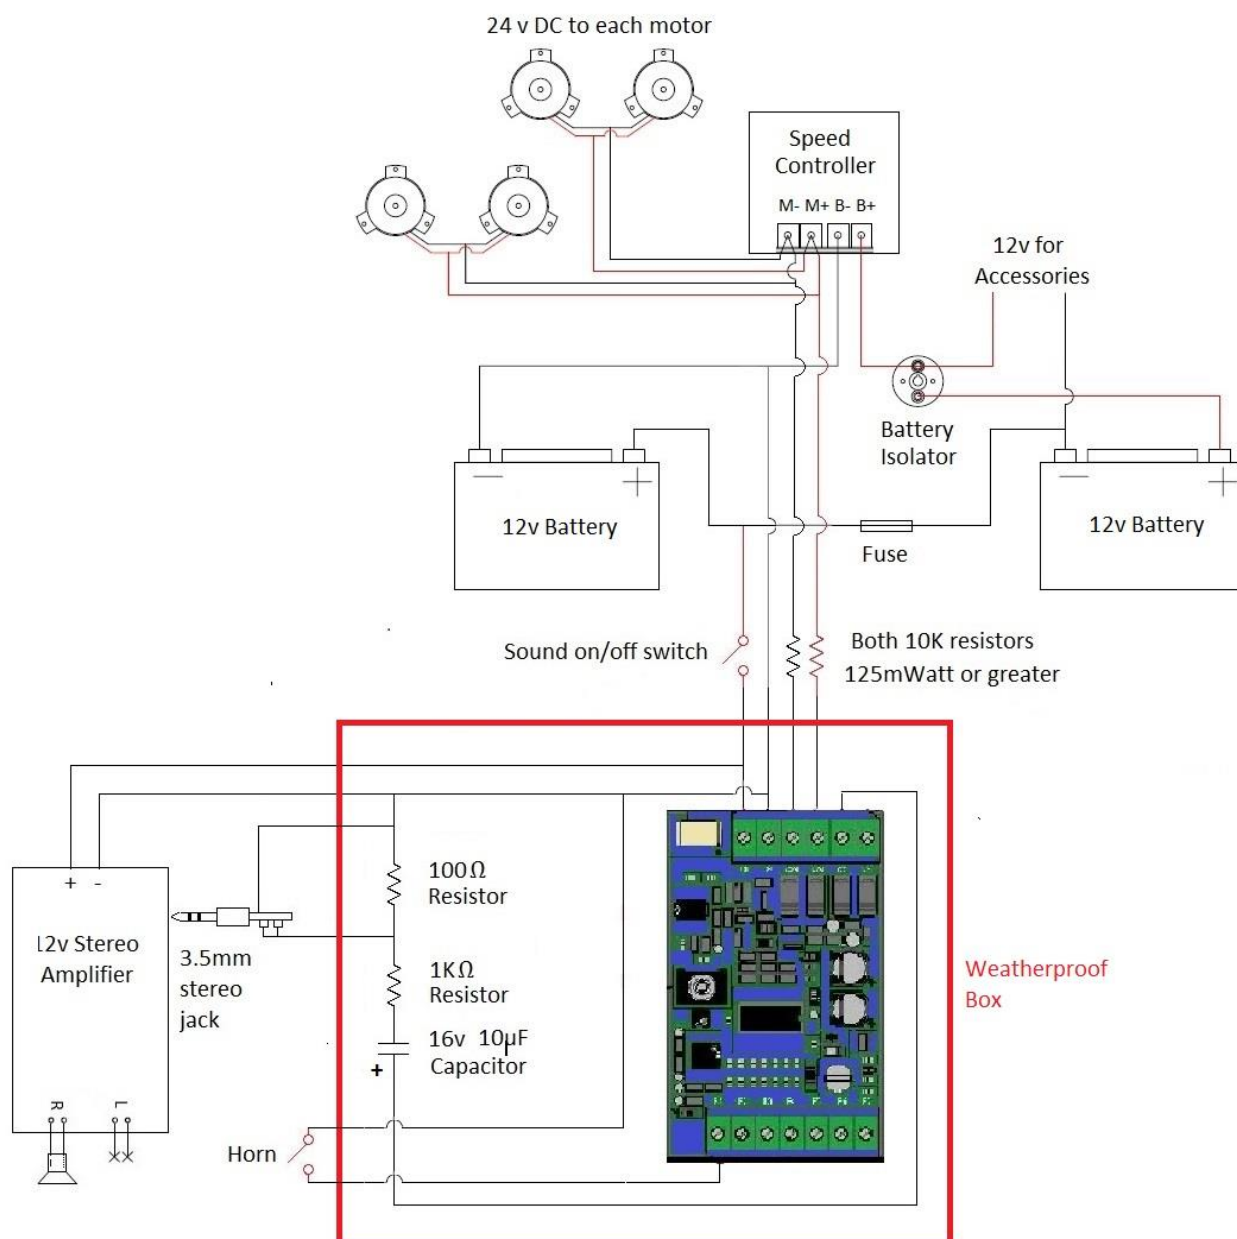 24 v DC to each motor
Speed
Controller
M- M+ B- B+
12v for
Accessories
Battery
Isolator
12v Battery
Fuse
12v Battery
Sound on/off switch
Both 10K resistors
125mWatt or greater
+ -
12v Stereo
Amplifier
3.5mm
stereo
jack
100Ω
Resistor
1KΩ
Resistor
16v 10µF
Capacitor
+
Weatherproof
Box
R L
Horn